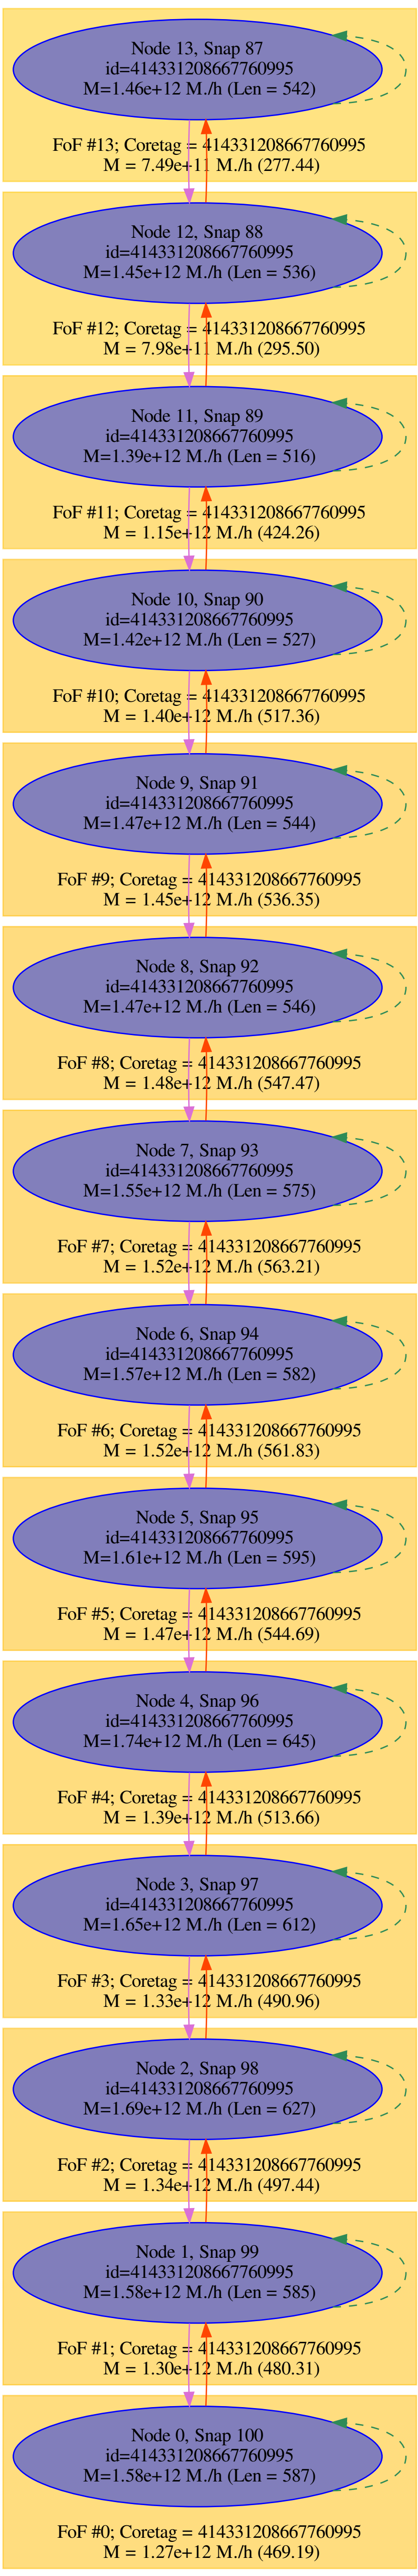 Node 13, Snap 87
id=414331208667760995
M=1.46e+12 M./h (Len = 542)
FoF #13; Coretag = 414331208667760995
M = 7.49e+11 M./h (277.44)
Node 12, Snap 88
id=414331208667760995
M=1.45e+12 M./h (Len = 536)
FoF #12; Coretag = 414331208667760995
M = 7.98e+11 M./h (295.50)
Node 11, Snap 89
id=414331208667760995
M=1.39e+12 M./h (Len = 516)
FoF #11; Coretag = 414331208667760995
M = 1.15e+12 M./h (424.26)
Node 10, Snap 90
id=414331208667760995
M=1.42e+12 M./h (Len = 527)
FoF #10; Coretag = 414331208667760995
M = 1.40e+12 M./h (517.36)
Node 9, Snap 91
id=414331208667760995
M=1.47e+12 M./h (Len = 544)
FoF #9; Coretag = 414331208667760995
M = 1.45e+12 M./h (536.35)
Node 8, Snap 92
id=414331208667760995
M=1.47e+12 M./h (Len = 546)
FoF #8; Coretag = 414331208667760995
M = 1.48e+12 M./h (547.47)
Node 7, Snap 93
id=414331208667760995
M=1.55e+12 M./h (Len = 575)
FoF #7; Coretag = 414331208667760995
M = 1.52e+12 M./h (563.21)
Node 6, Snap 94
id=414331208667760995
M=1.57e+12 M./h (Len = 582)
FoF #6; Coretag = 414331208667760995
M = 1.52e+12 M./h (561.83)
Node 5, Snap 95
id=414331208667760995
M=1.61e+12 M./h (Len = 595)
FoF #5; Coretag = 414331208667760995
M = 1.47e+12 M./h (544.69)
Node 4, Snap 96
id=414331208667760995
M=1.74e+12 M./h (Len = 645)
FoF #4; Coretag = 414331208667760995
M = 1.39e+12 M./h (513.66)
Node 3, Snap 97
id=414331208667760995
M=1.65e+12 M./h (Len = 612)
FoF #3; Coretag = 414331208667760995
M = 1.33e+12 M./h (490.96)
Node 2, Snap 98
id=414331208667760995
M=1.69e+12 M./h (Len = 627)
FoF #2; Coretag = 414331208667760995
M = 1.34e+12 M./h (497.44)
Node 1, Snap 99
id=414331208667760995
M=1.58e+12 M./h (Len = 585)
FoF #1; Coretag = 414331208667760995
M = 1.30e+12 M./h (480.31)
Node 0, Snap 100
id=414331208667760995
M=1.58e+12 M./h (Len = 587)
FoF #0; Coretag = 414331208667760995
M = 1.27e+12 M./h (469.19)